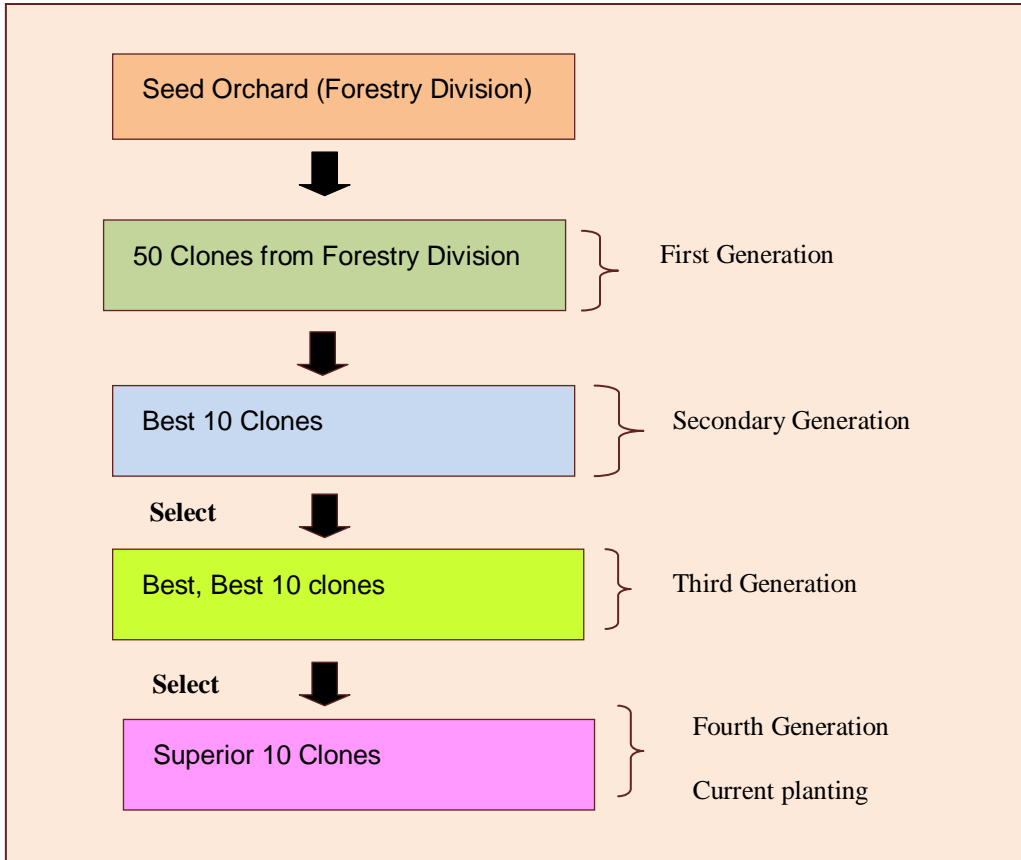 Seed Orchard (Forestry Division)
50 Clones from Forestry Division
First Generation
Best 10 Clones
Secondary Generation
Select
Best, Best 10 clones
Third Generation
Select
Superior 10 Clones
Fourth Generation
Current planting